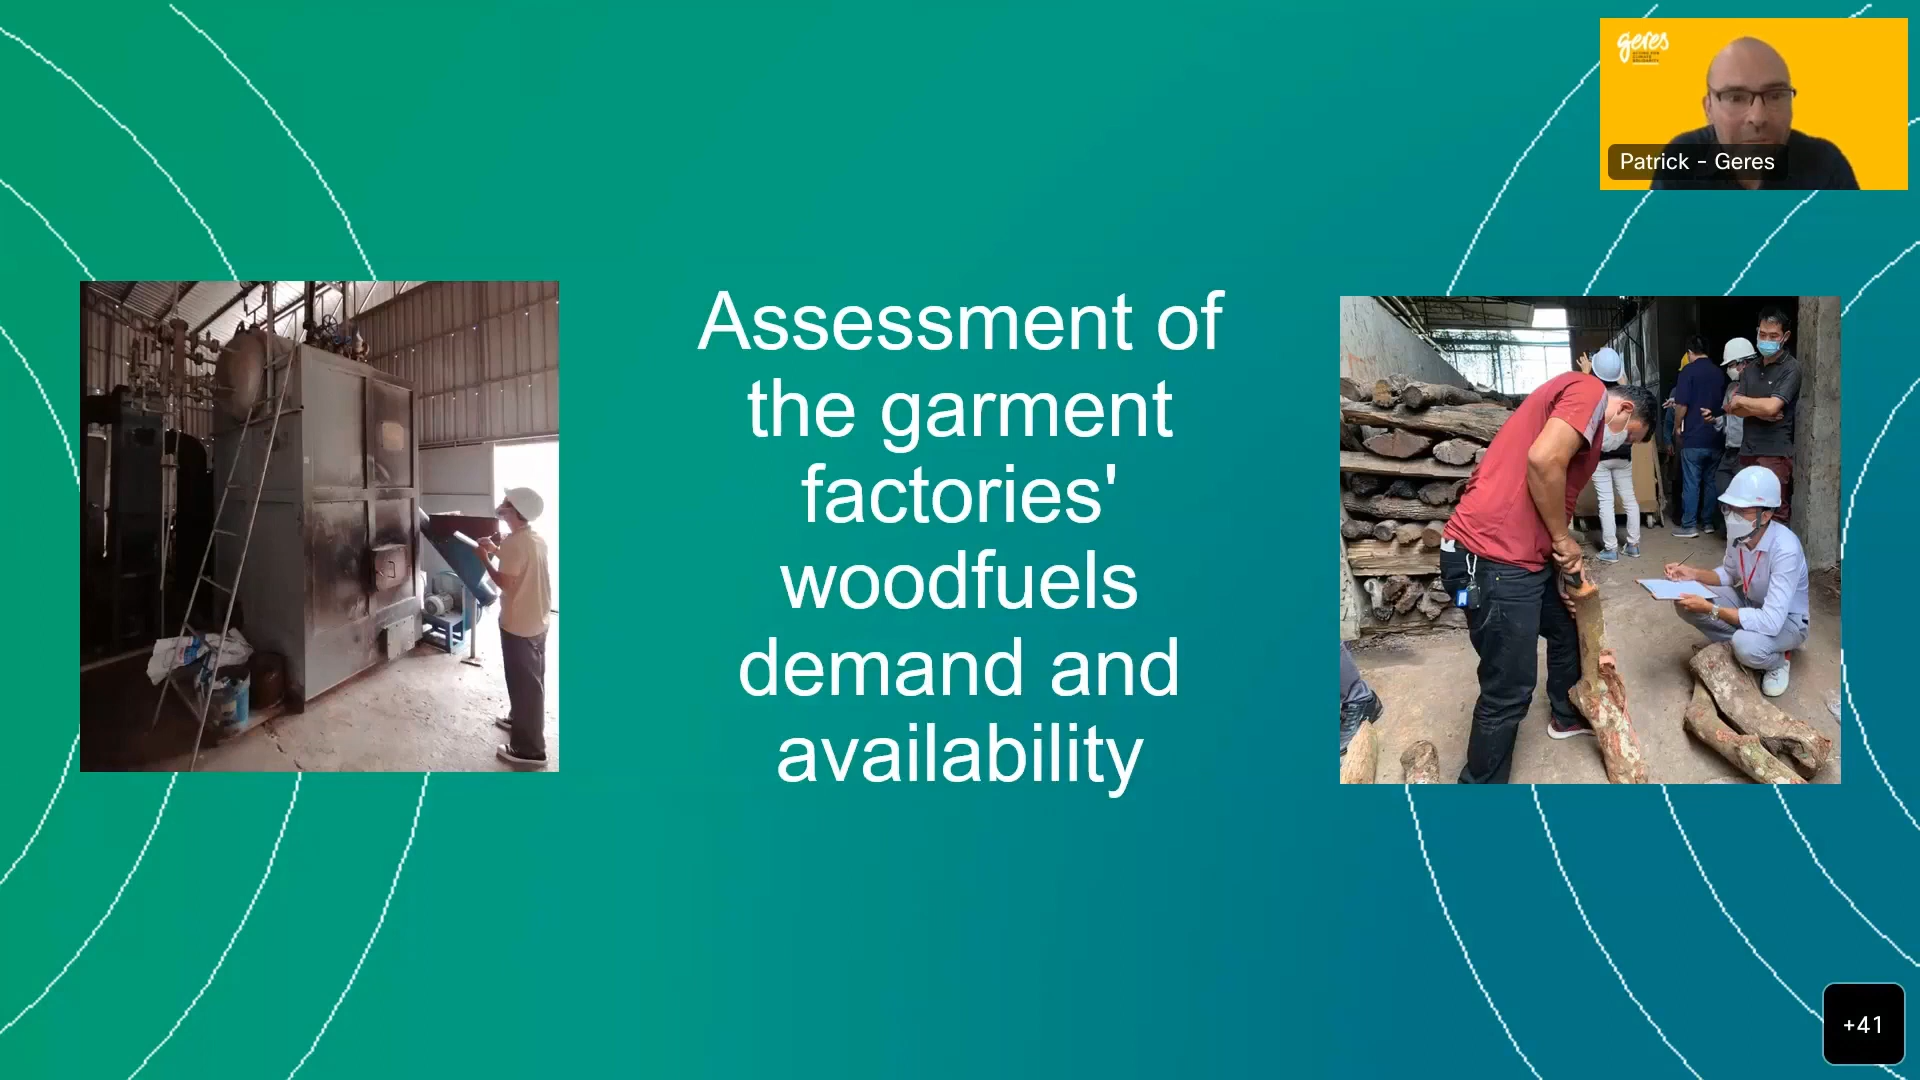 geres
Patrick - Geres
Assessment of
the garment
factories'
woodfuels
demand and
availability
+41